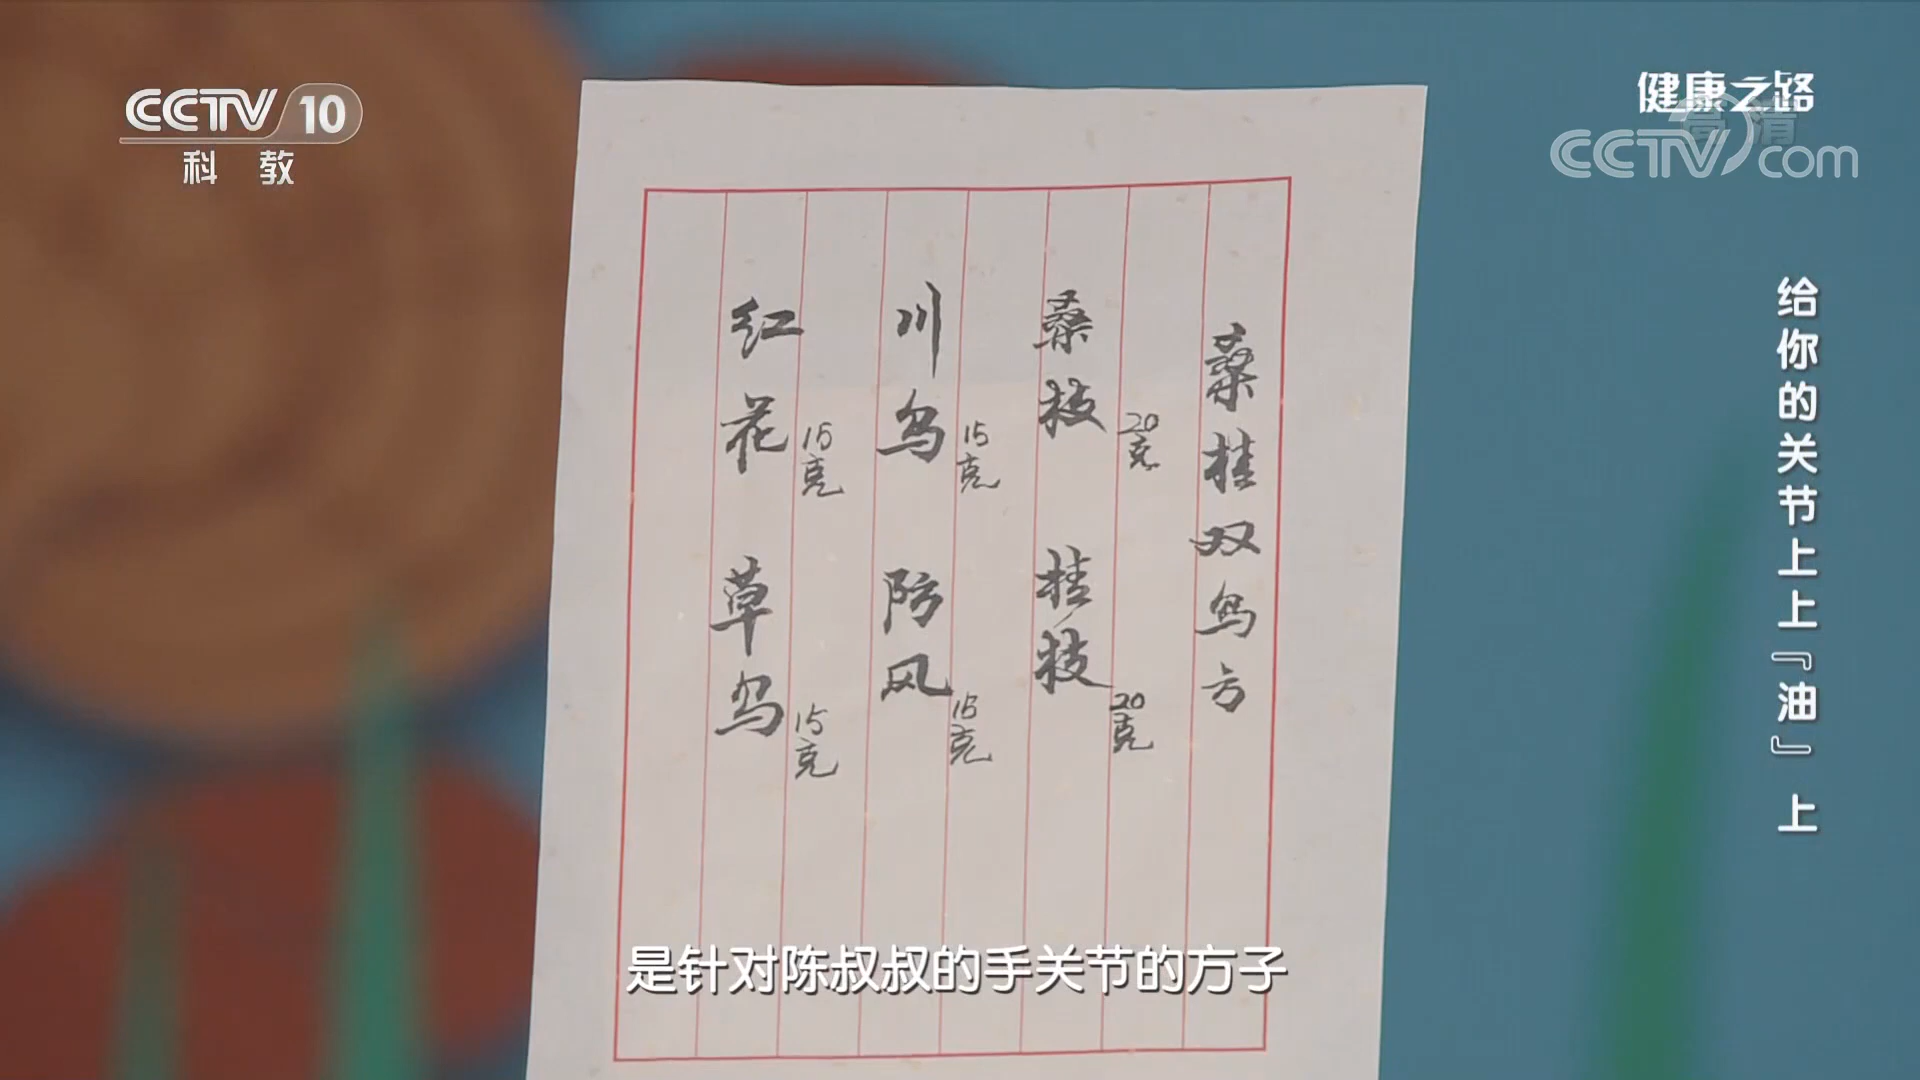 CCTV 10
科教
健康之路
高清
CCTV.com
给你的关节上上『油』 上
桑桂双乌方
桑枝 20克 桂枝 20克
川乌 15克 防风 15克
红花 15克 草乌 15克
是针对陈叔叔的手关节的方子